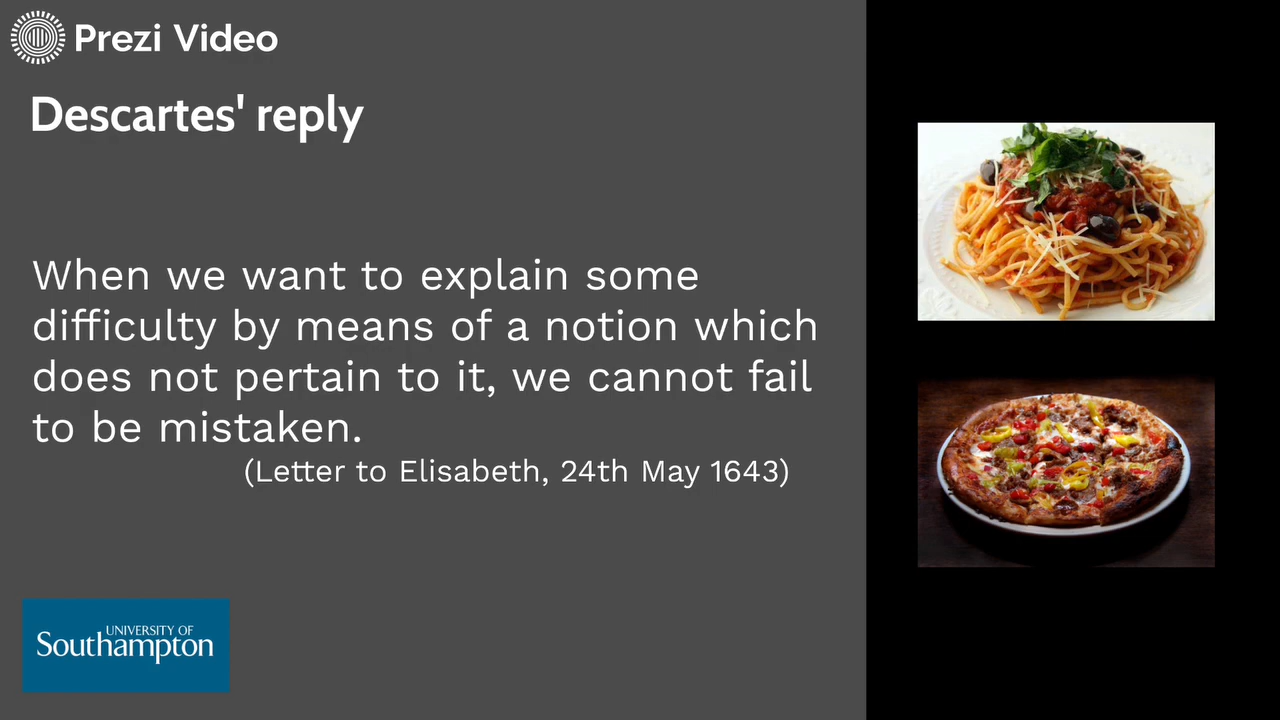 Prezi Video
Descartes' reply
When we want to explain some
difficulty by means of a notion which
does not pertain to it, we cannot fail
to be mistaken.
(Letter to Elisabeth, 24th May 1643)
UNIVERSITY OF
Southampton